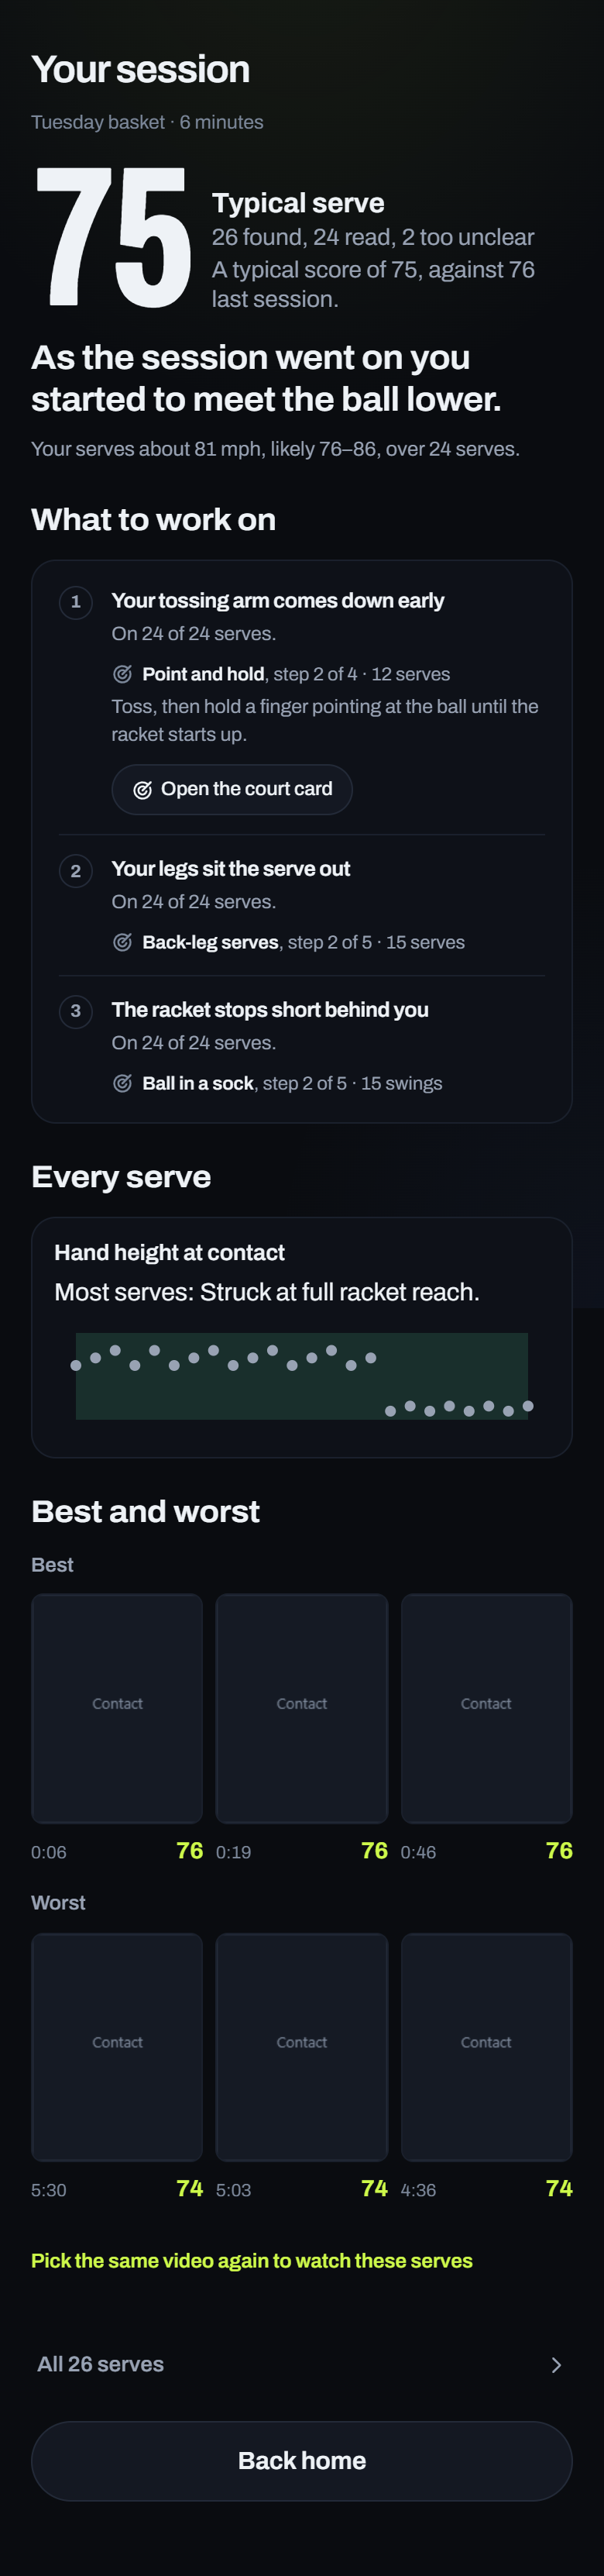 Your session
Tuesday basket · 6 minutes
75
Typical serve
26 found, 24 read, 2 too unclear
A typical score of 75, against 76
last session.
As the session went on you
started to meet the ball lower.
Your serves about 81 mph, likely 76–86, over 24 serves.
What to work on
1
Your tossing arm comes down early
On 24 of 24 serves.
Point and hold, step 2 of 4 · 12 serves
Toss, then hold a finger pointing at the ball until the
racket starts up.
Open the court card
2
Your legs sit the serve out
On 24 of 24 serves.
Back-leg serves, step 2 of 5 · 15 serves
3
The racket stops short behind you
On 24 of 24 serves.
Ball in a sock, step 2 of 5 · 15 swings
Every serve
Hand height at contact
Most serves: Struck at full racket reach.
Best and worst
Best
Contact Contact Contact
0:06 76 0:19 76 0:46 76
Worst
Contact Contact Contact
5:30 74 5:03 74 4:36 74
Pick the same video again to watch these serves
All 26 serves
Back home